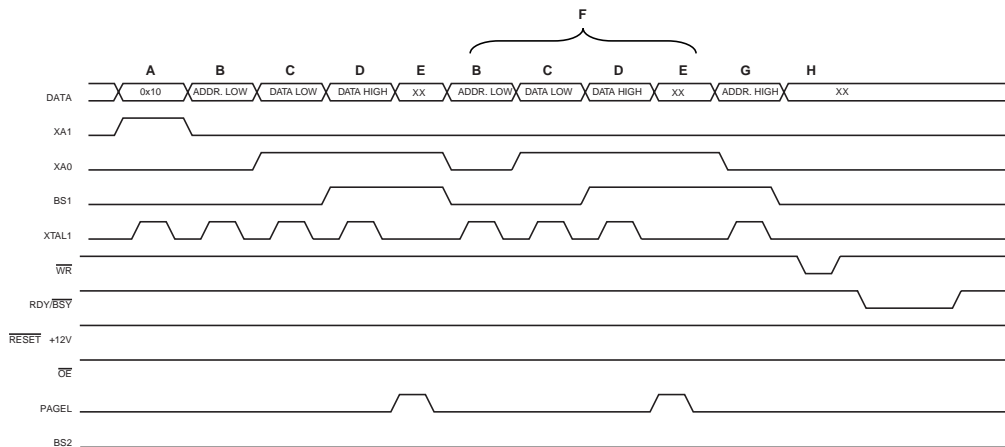 F
A B C D E B C D E G H
DATA 0x10 ADDR. LOW DATA LOW DATA HIGH XX ADDR. LOW DATA LOW DATA HIGH XX ADDR. HIGH XX
XA1
XA0
BS1
XTAL1
WR
RDY/BSY
RESET +12V
OE
PAGEL
BS2